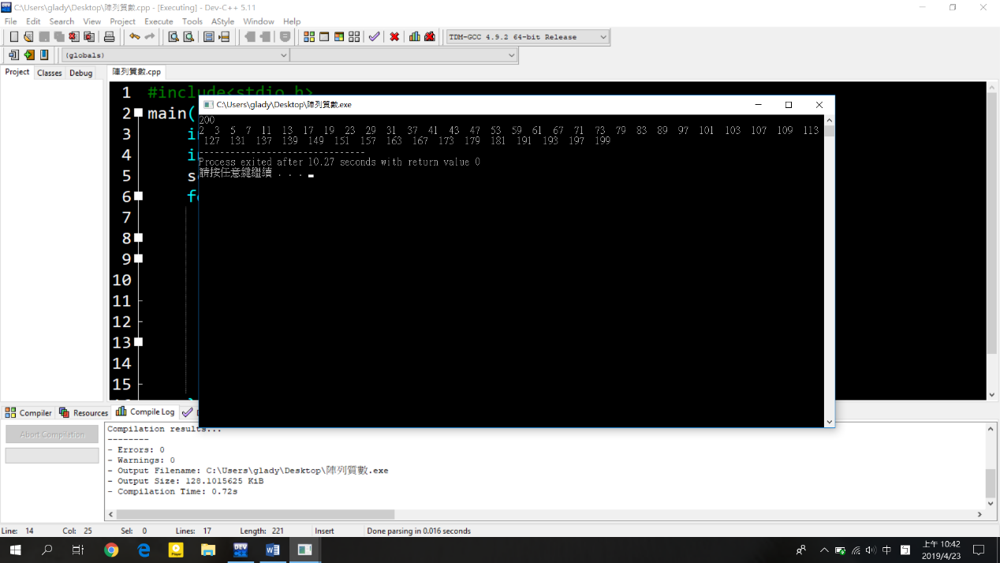 C:\Users\glady\Desktop\陣列質數.cpp - [Executing] - Dev-C++ 5.11
File Edit Search View Project Execute Tools AStyle Window Help
TDM-GCC 4.9.2 64-bit Release
(globals)
Project Classes Debug 陣列質數.cpp
1 #include<stdio.h>
C:\Users\glady\Desktop\陣列質數.exe
2 main(
3
4
5
6
7
8
9
10
11
12
13
14
15
200
2 3 5 7 11 13 17 19 23 29 31 37 41 43 47 53 59 61 67 71 73 79 83 89 97 101 103 107 109 113
127 131 137 139 149 151 157 163 167 173 179 181 191 193 197 199
--------------------------------
Process exited after 10.27 seconds with return value 0
請按任意鍵繼續 . . .
Compiler Resources Compile Log
Abort Compilation
Compilation results...
--------
- Errors: 0
- Warnings: 0
- Output Filename: C:\Users\glady\Desktop\陣列質數.exe
- Output Size: 128.1015625 KiB
- Compilation Time: 0.72s
Line: 14 Col: 25 Sel: 0 Lines: 17 Length: 221 Insert Done parsing in 0.016 seconds
DEV
Player
中
上午 10:42
2019/4/23